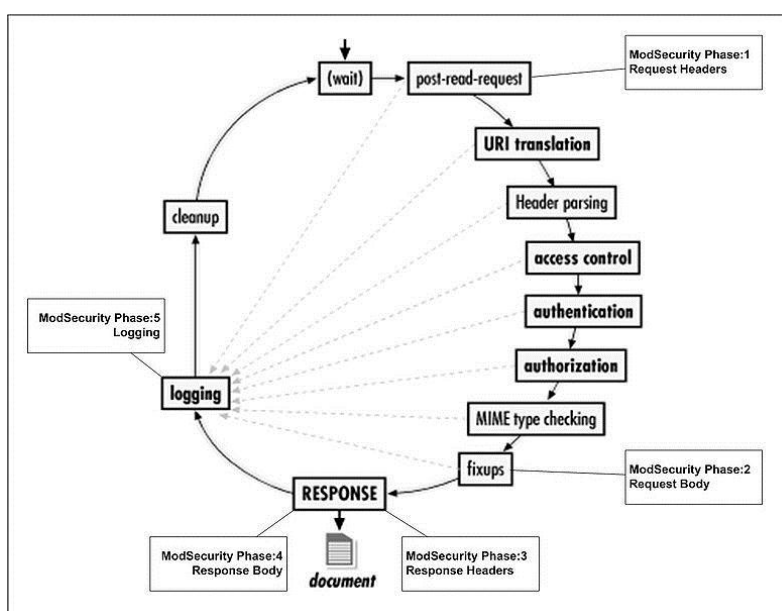 (wait)
post-read-request
ModSecurity Phase:1
Request Headers
URI translation
Header parsing
cleanup
access control
authentication
ModSecurity Phase:5
Logging
authorization
logging
MIME type checking
fixups
ModSecurity Phase:2
Request Body
RESPONSE
ModSecurity Phase:4
Response Body
ModSecurity Phase:3
Response Headers
document